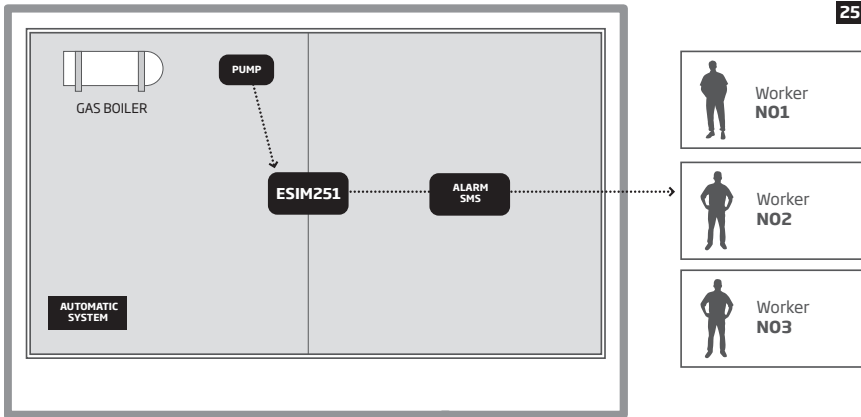 25
PUMP
GAS BOILER
Worker
NO1
ESIM251
ALARM
SMS
Worker
NO2
AUTOMATIC
SYSTEM
Worker
NO3